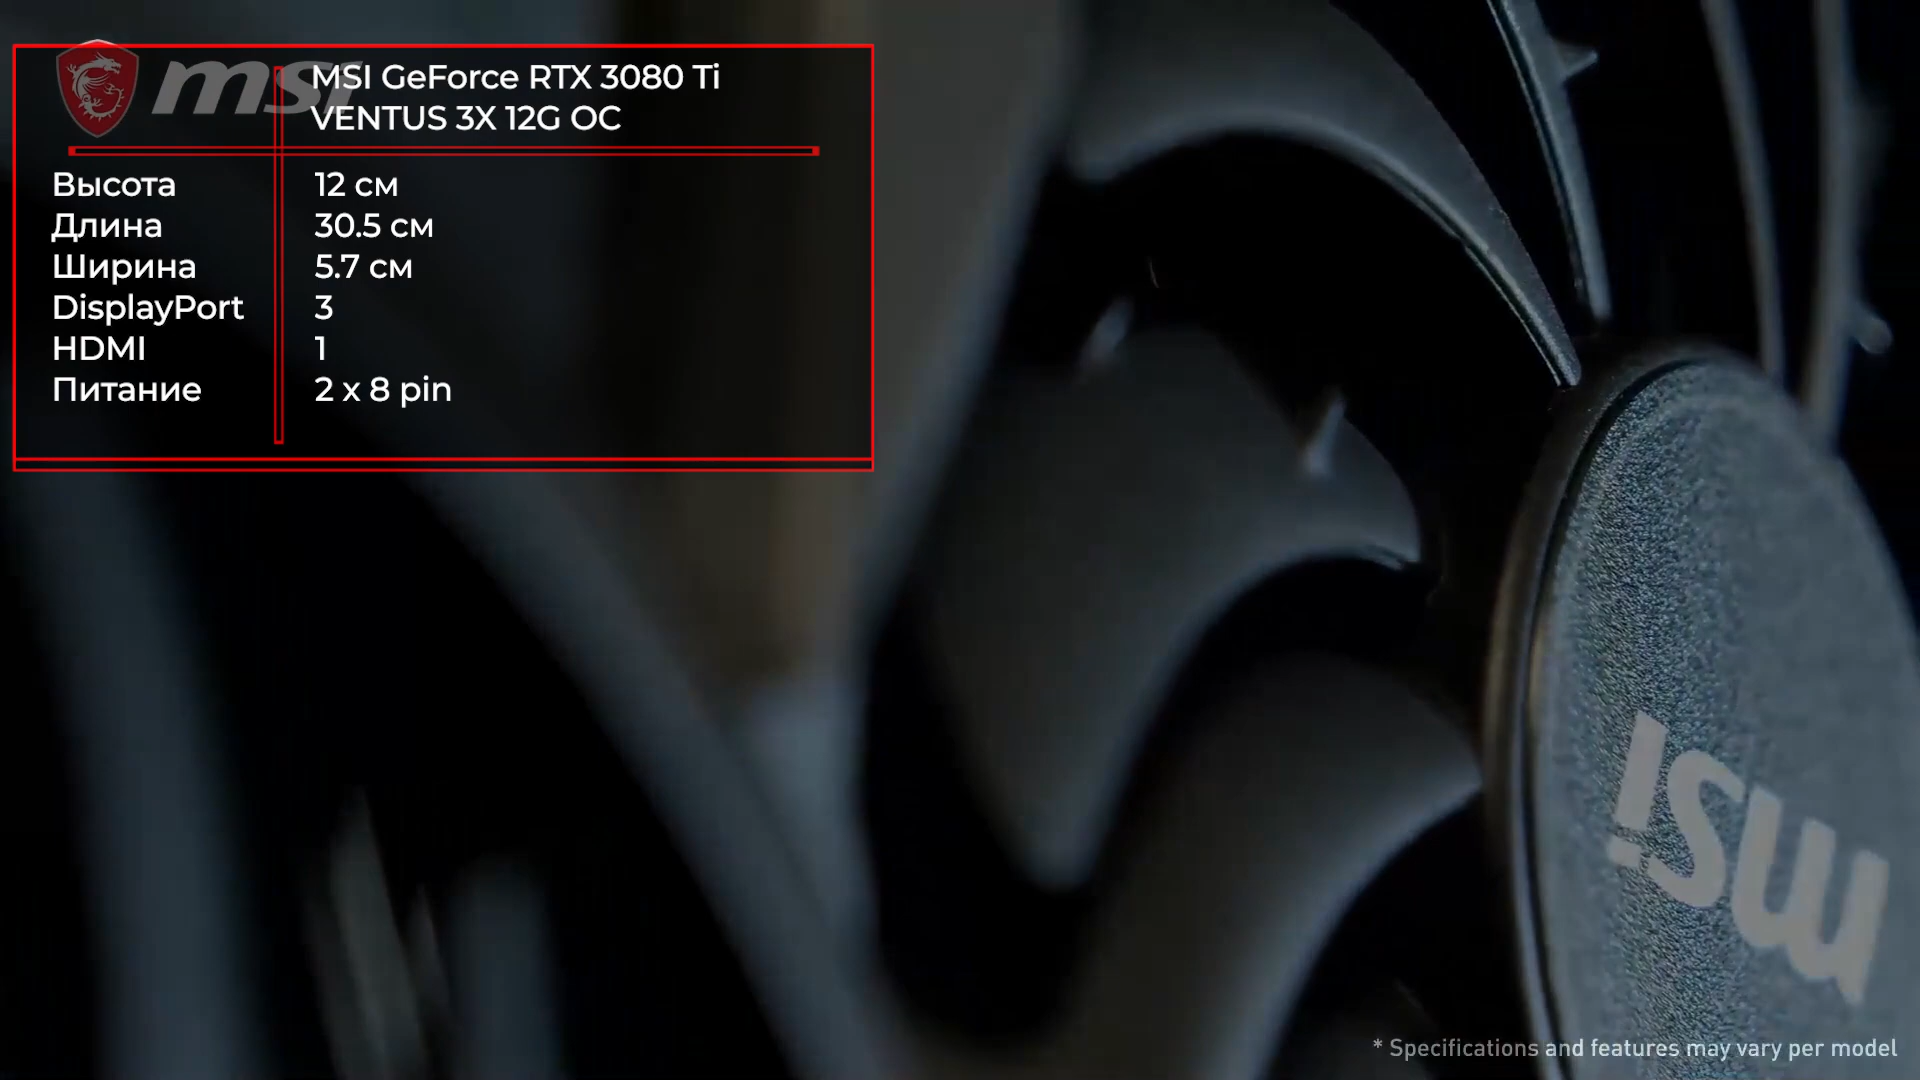 msi
MSI GeForce RTX 3080 Ti
VENTUS 3X 12G OC
Высота 12 см
Длина 30.5 см
Ширина 5.7 см
DisplayPort 3
HDMI 1
Питание 2 x 8 pin
msi
* Specifications and features may vary per model